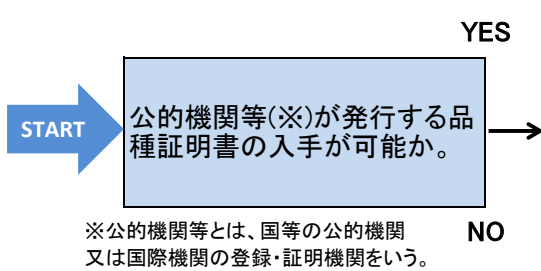 YES
START
公的機関等(※)が発行する品
種証明書の入手が可能か。
NO
※公的機関等とは、国等の公的機関
又は国際機関の登録・証明機関をいう。